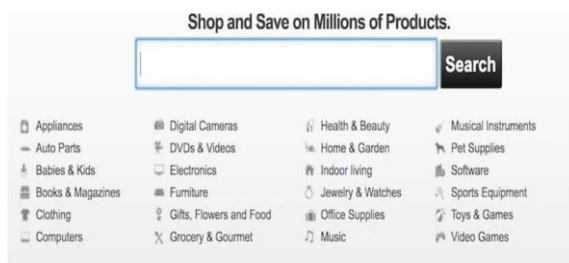 Shop and Save on Millions of Products.
Search
Appliances
Auto Parts
Babies & Kids
Books & Magazines
Clothing
Computers
Digital Cameras
DVDs & Videos
Electronics
Furniture
Gifts, Flowers and Food
Grocery & Gourmet
Health & Beauty
Home & Garden
Indoor living
Jewelry & Watches
Office Supplies
Music
Musical Instruments
Pet Supplies
Software
Sports Equipment
Toys & Games
Video Games